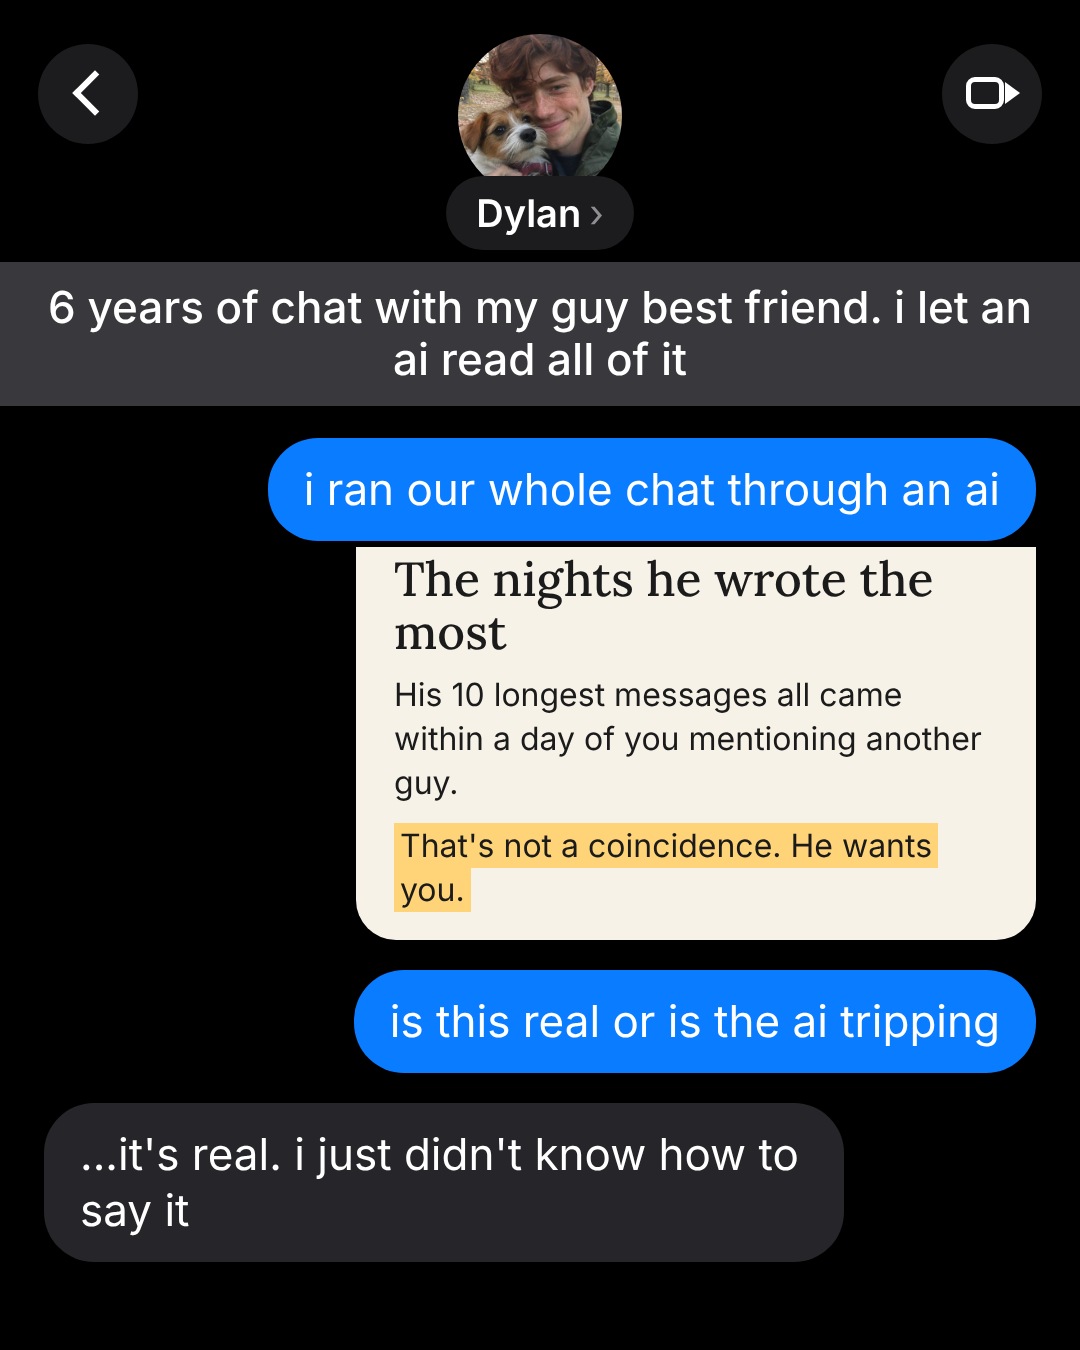 Dylan ›
6 years of chat with my guy best friend. i let an
ai read all of it
i ran our whole chat through an ai
The nights he wrote the
most
His 10 longest messages all came
within a day of you mentioning another
guy.
That's not a coincidence. He wants
you.
is this real or is the ai tripping
...it's real. i just didn't know how to
say it